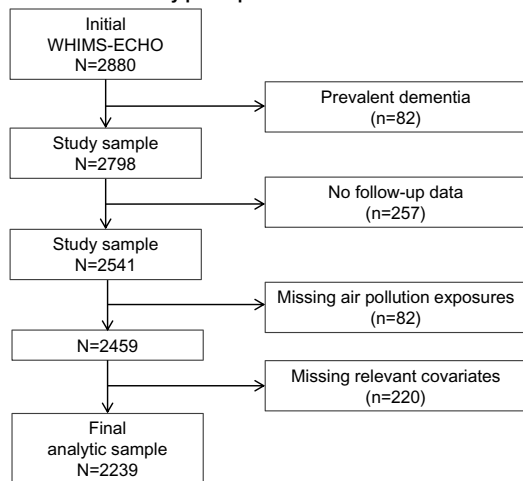 Initial
WHIMS-ECHO
N=2880
Prevalent dementia
(n=82)
Study sample
N=2798
No follow-up data
(n=257)
Study sample
N=2541
Missing air pollution exposures
(n=82)
N=2459
Missing relevant covariates
(n=220)
Final
analytic sample
N=2239